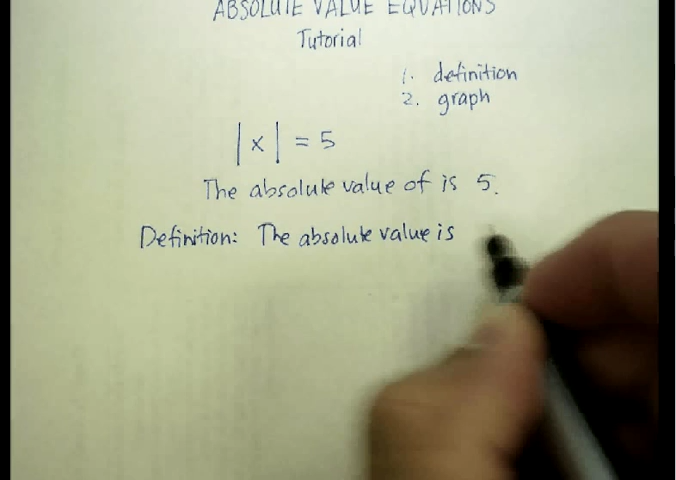 ABSOLUTE VALUE EQUATIONS
Tutorial
1. definition
2. graph
|x| = 5
The absolute value of is 5.
Definition: The absolute value is